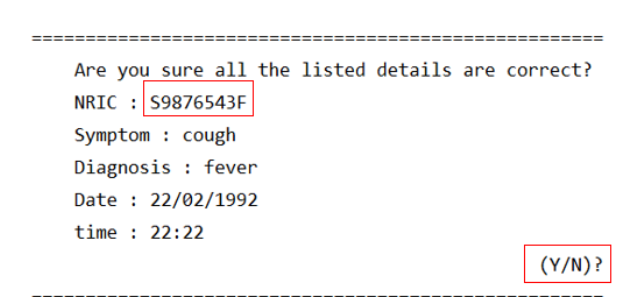 =====================================================
Are you sure all the listed details are correct?
NRIC : S9876543F
Symptom : cough
Diagnosis : fever
Date : 22/02/1992
time : 22:22
(Y/N)?
=====================================================